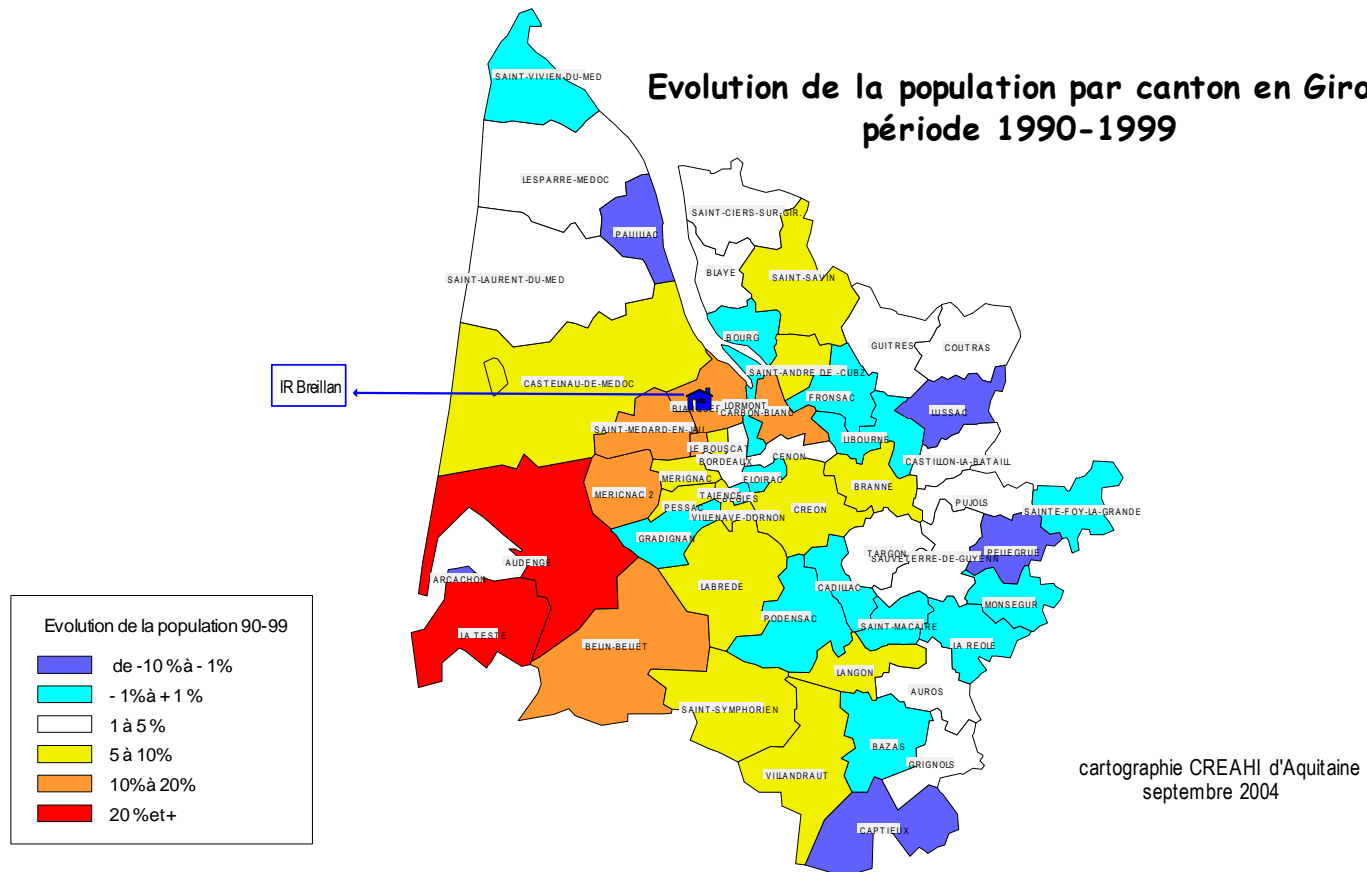 Evolution de la population par canton en Giro
période 1990-1999
SAINT-VIVIEN-DU-MED
LESPARRE-MEDOC
PAUILLAC
SAINT-CIERS-SUR-GIR.
SAINT-LAURENT-DU-MED
BLAYE
SAINT-SAVIN
BOURG
GUITRES
COUTRAS
IR Breillan
CASTELNAU-DE-MEDOC
SAINT-ANDRE DE -CUBZ
FRONSAC
LORMONT
CARBON-BLANC
LUSSAC
SAINT-MEDARD-EN-JALL
LIBOURNE
LE BOUSCAT
BORDEAUX
CENON
CASTILLON-LA-BATAILL
MERIGNAC
FLOIRAC
BRANNE
MERICNAC 2
TALENCE
BEGLES
PESSAC
CREON
PUJOLS
SAINTE-FOY-LA-GRANDE
VILLENAVE-D'ORNON
GRADIGNAN
TARGON
SAUVETERRE-DE-GUYENN
PELLEGRUE
AUDENGE
ARCACHON
LABREDE
CADILLAC
MONSEGUR
PODENSAC
SAINT-MACAIRE
LA REOLE
LA TESTE
BELIN-BELIET
LANGON
AUROS
SAINT-SYMPHORIEN
BAZAS
GRIGNOLS
VILLANDRAUT
CAPTIEUX
Evolution de la population 90-99
de -10 %à - 1%
- 1%à + 1 %
1 à 5 %
5 à 10%
10%à 20%
20 %et+
cartographie CREAHI d'Aquitaine
septembre 2004